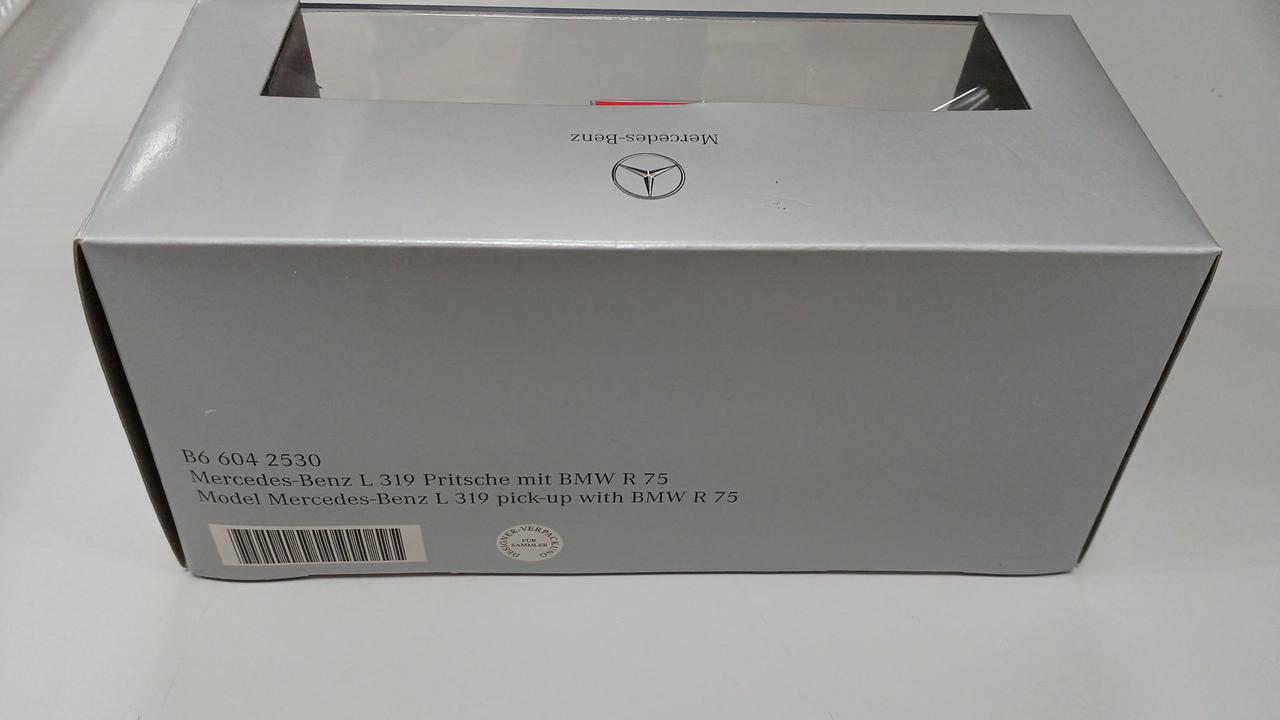 Mercedes-Benz
B6 604 2530
Mercedes-Benz L 319 Pritsche mit BMW R 75
Model Mercedes-Benz L 319 pick-up with BMW R 75
DESIGNER-VERPACKUNG
FÜR
SAMMLER